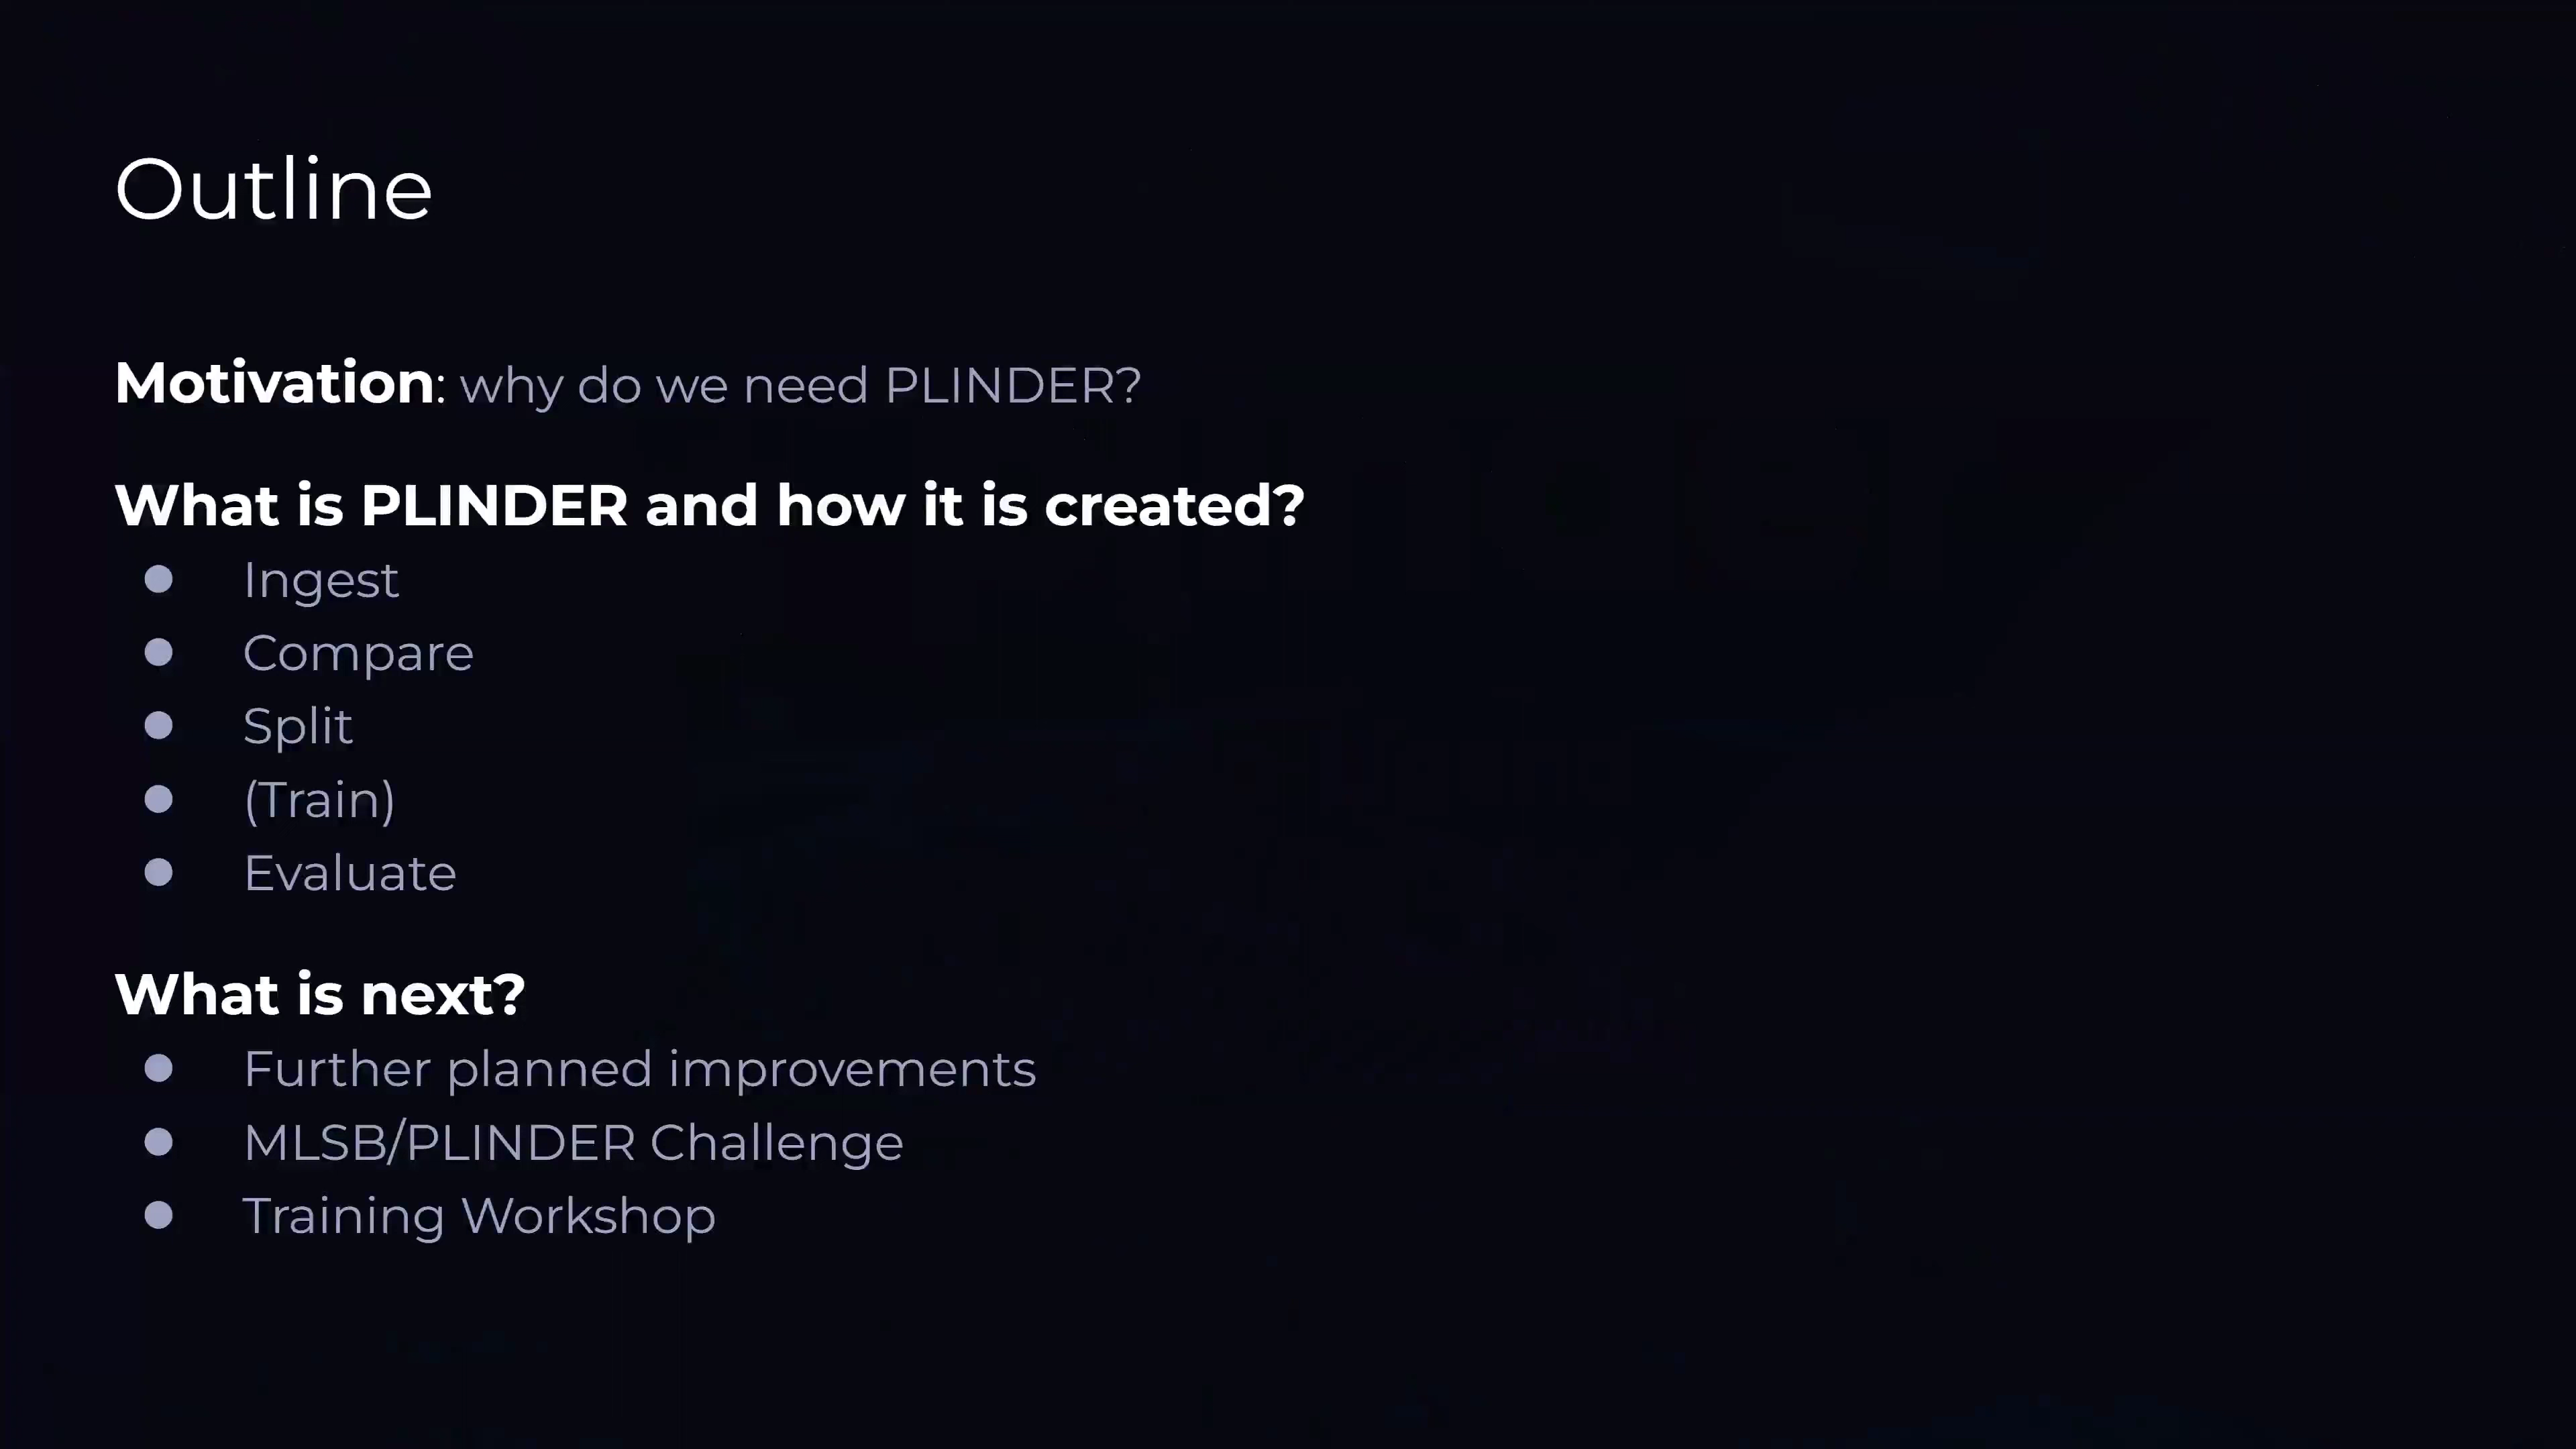 Outline
Motivation: why do we need PLINDER?
What is PLINDER and how it is created?
● Ingest
● Compare
● Split
● (Train)
● Evaluate
What is next?
● Further planned improvements
● MLSB/PLINDER Challenge
● Training Workshop